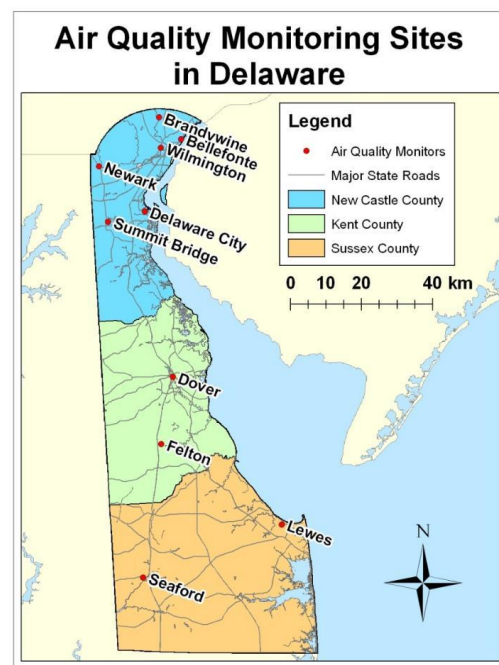 Air Quality Monitoring Sites
in Delaware
Legend
Air Quality Monitors
Major State Roads
New Castle County
Kent County
Sussex County
0 10 20 40 km
Brandywine
Bellefonte
Wilmington
Newark
Delaware City
Summit Bridge
Dover
Felton
Lewes
Seaford
N